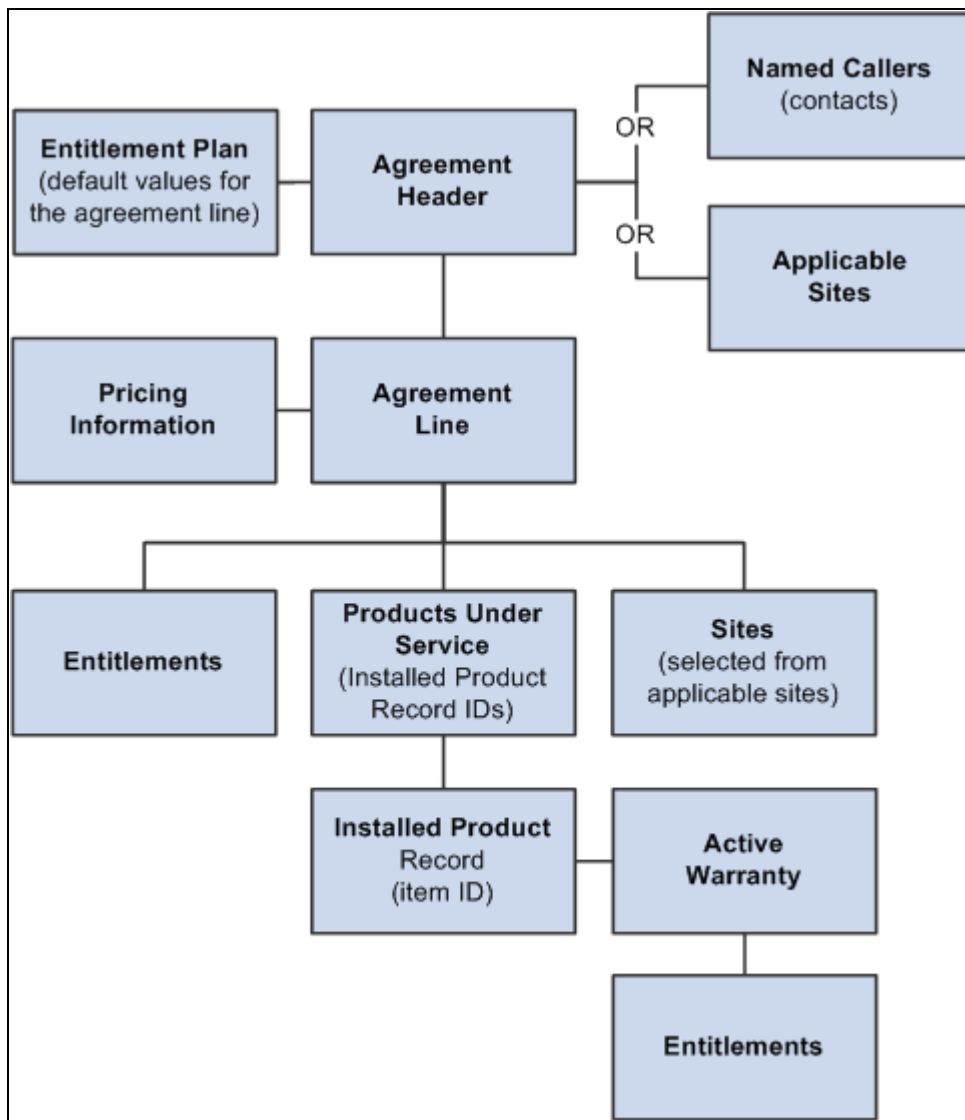 Named Callers
(contacts)
OR
Entitlement Plan
(default values for
the agreement line)
Agreement
Header
OR
Applicable
Sites
Pricing
Information
Agreement
Line
Entitlements
Products Under
Service
(Installed Product
Record IDs)
Sites
(selected from
applicable sites)
Installed Product
Record
(item ID)
Active
Warranty
Entitlements